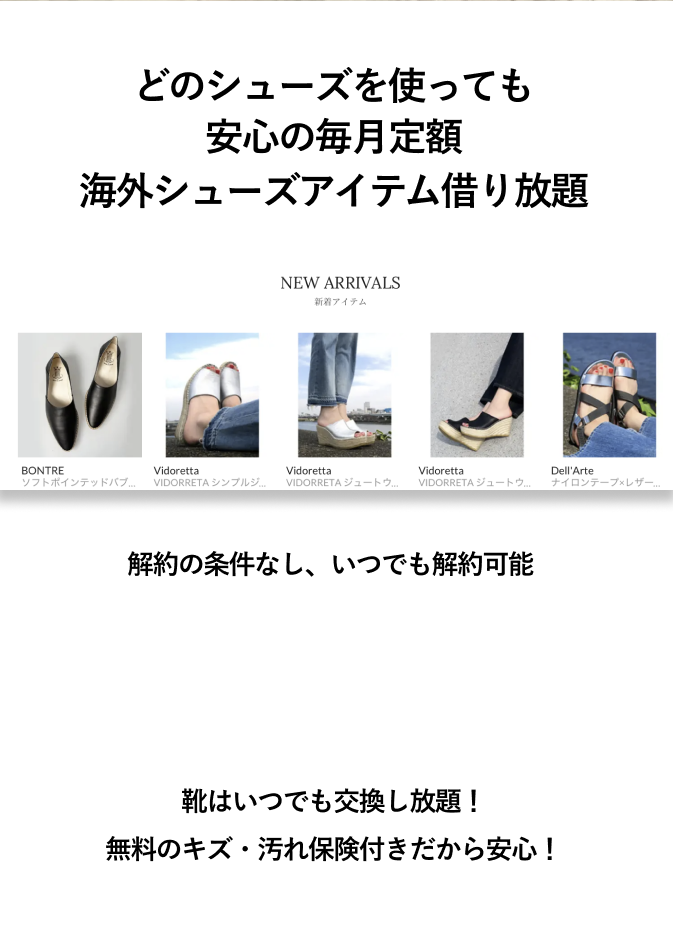 どのシューズを使っても
安心の毎月定額
海外シューズアイテム借り放題
NEW ARRIVALS
新着アイテム
BONTRE
ソフトポインテッドバブ...
Vidoretta
VIDORRETA シンプルジ...
Vidoretta
VIDORRETA ジュートウ...
Vidoretta
VIDORRETA ジュートウ...
Dell'Arte
ナイロンテープ×レザー...
解約の条件なし、いつでも解約可能
靴はいつでも交換し放題！
無料のキズ・汚れ保険付きだから安心！